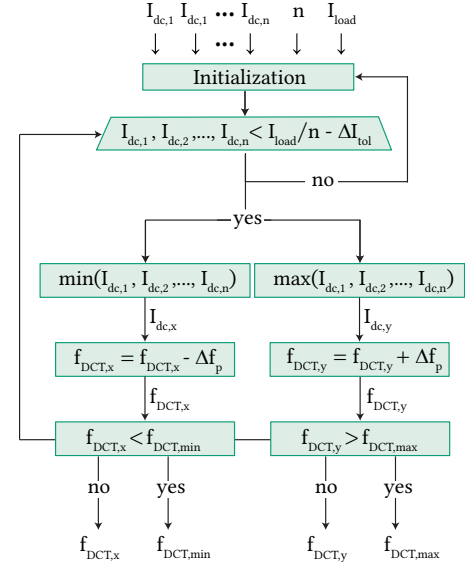 I_dc,1 I_dc,1 ... I_dc,n n I_load
...
Initialization
I_dc,1 , I_dc,2 ,..., I_dc,n < I_load/n - ΔI_tol
no
yes
min(I_dc,1 , I_dc,2 ,..., I_dc,n) max(I_dc,1 , I_dc,2 ,..., I_dc,n)
I_dc,x I_dc,y
f_DCT,x = f_DCT,x - Δf_p f_DCT,y = f_DCT,y + Δf_p
f_DCT,x f_DCT,y
f_DCT,x < f_DCT,min f_DCT,y > f_DCT,max
no yes no yes
f_DCT,x f_DCT,min f_DCT,y f_DCT,max